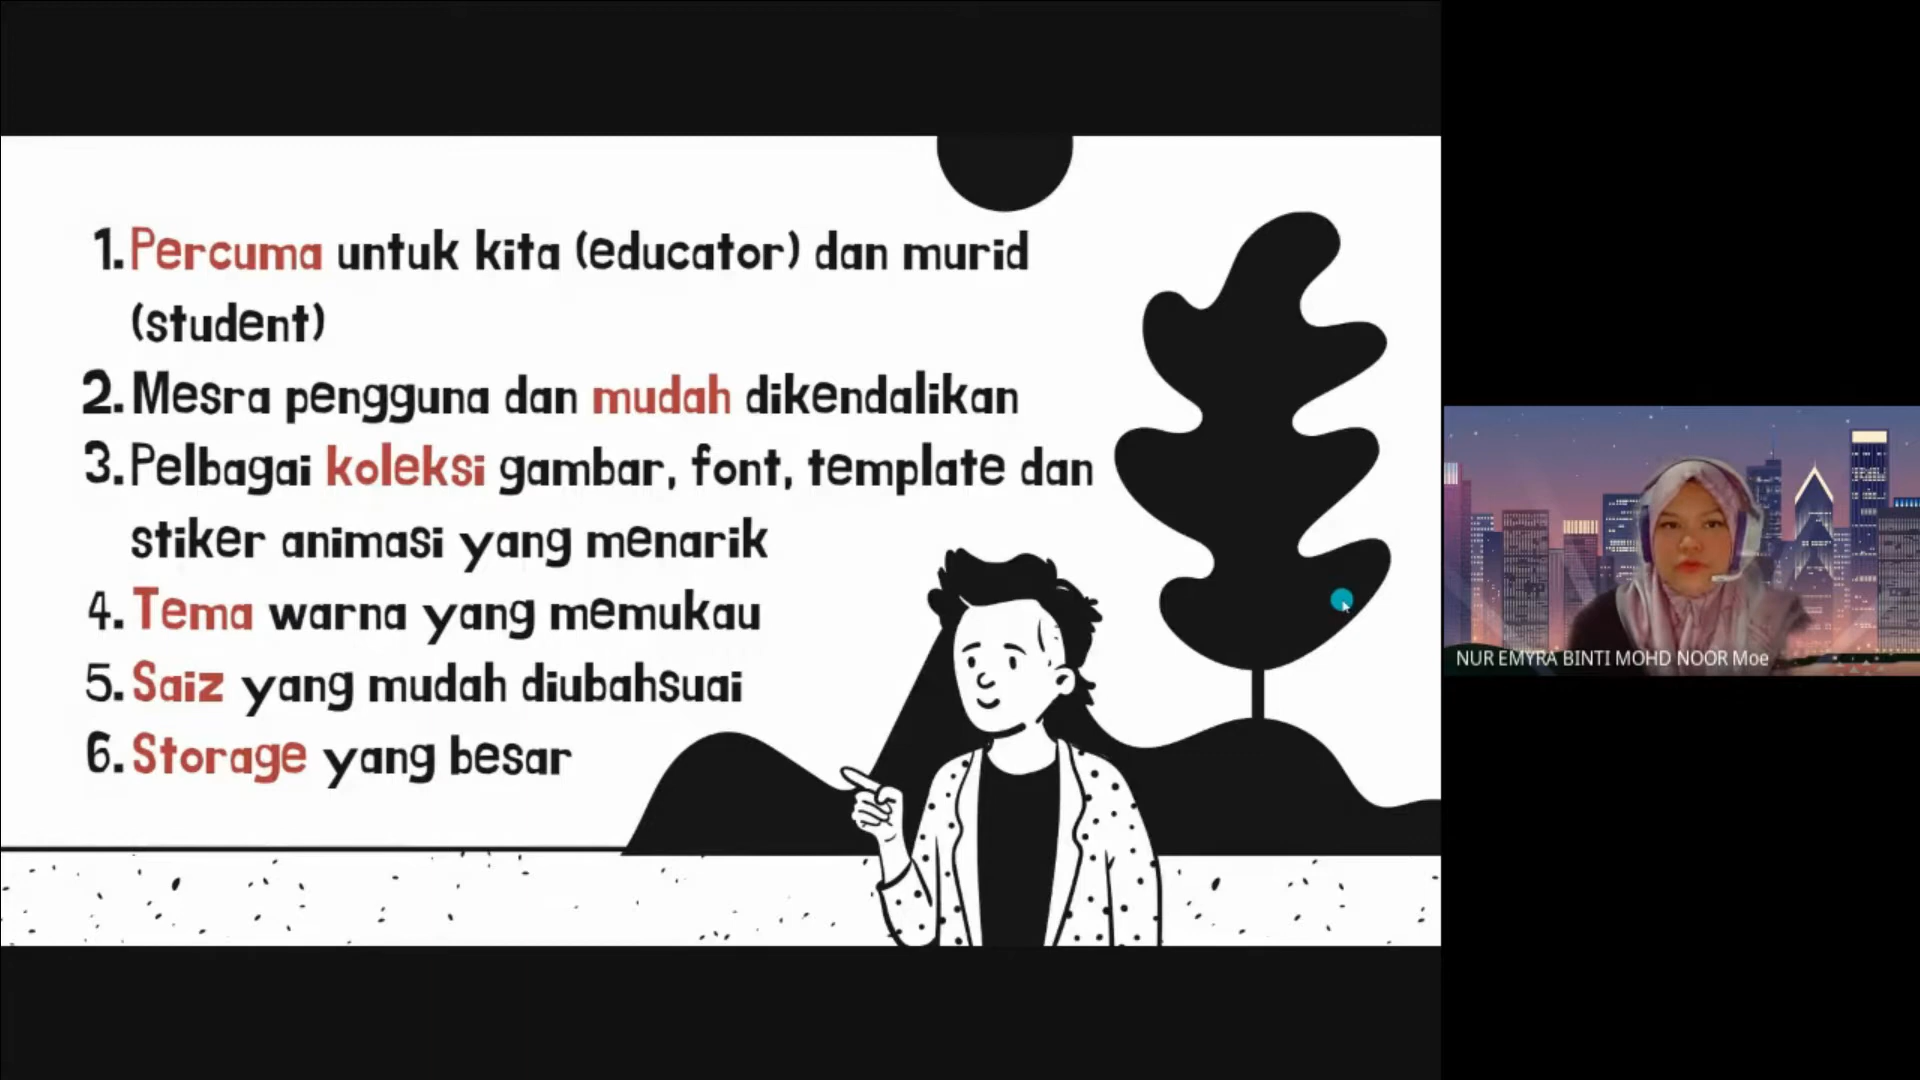 1. Percuma untuk kita (educator) dan murid
(student)
2. Mesra pengguna dan mudah dikendalikan
3. Pelbagai koleksi gambar, font, template dan
stiker animasi yang menarik
4. Tema warna yang memukau
5. Saiz yang mudah diubahsuai
6. Storage yang besar
NUR EMYRA BINTI MOHD NOOR Moe